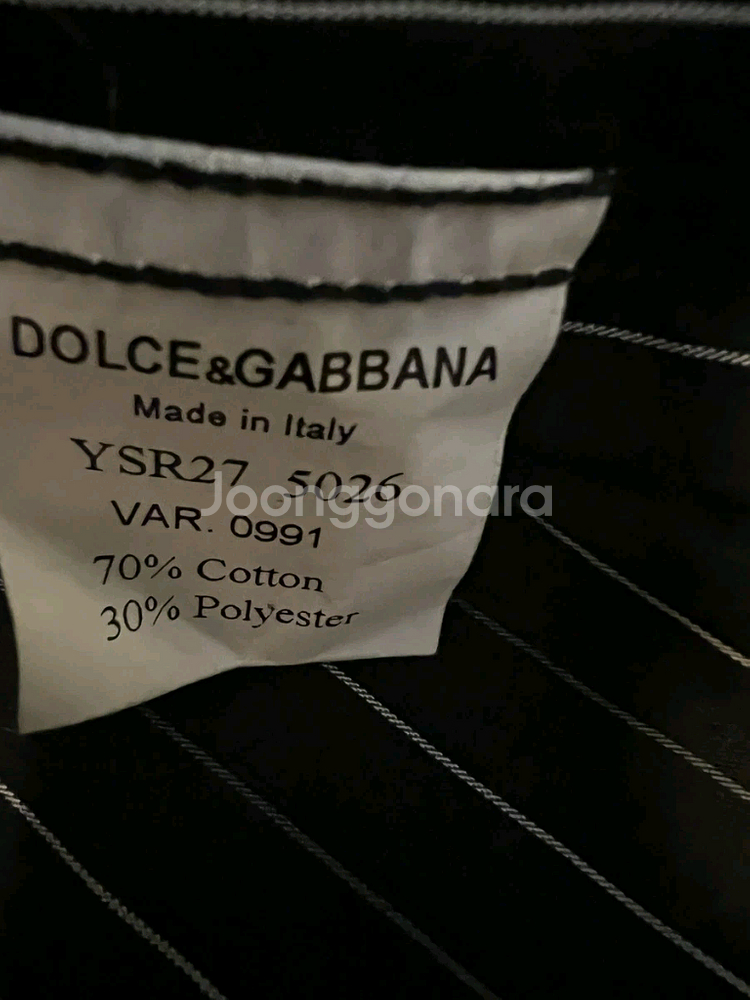 DOLCE&GABBANA
Made in Italy
YSR27 5026
Joonggonara
VAR. 0991
70% Cotton
30% Polyester